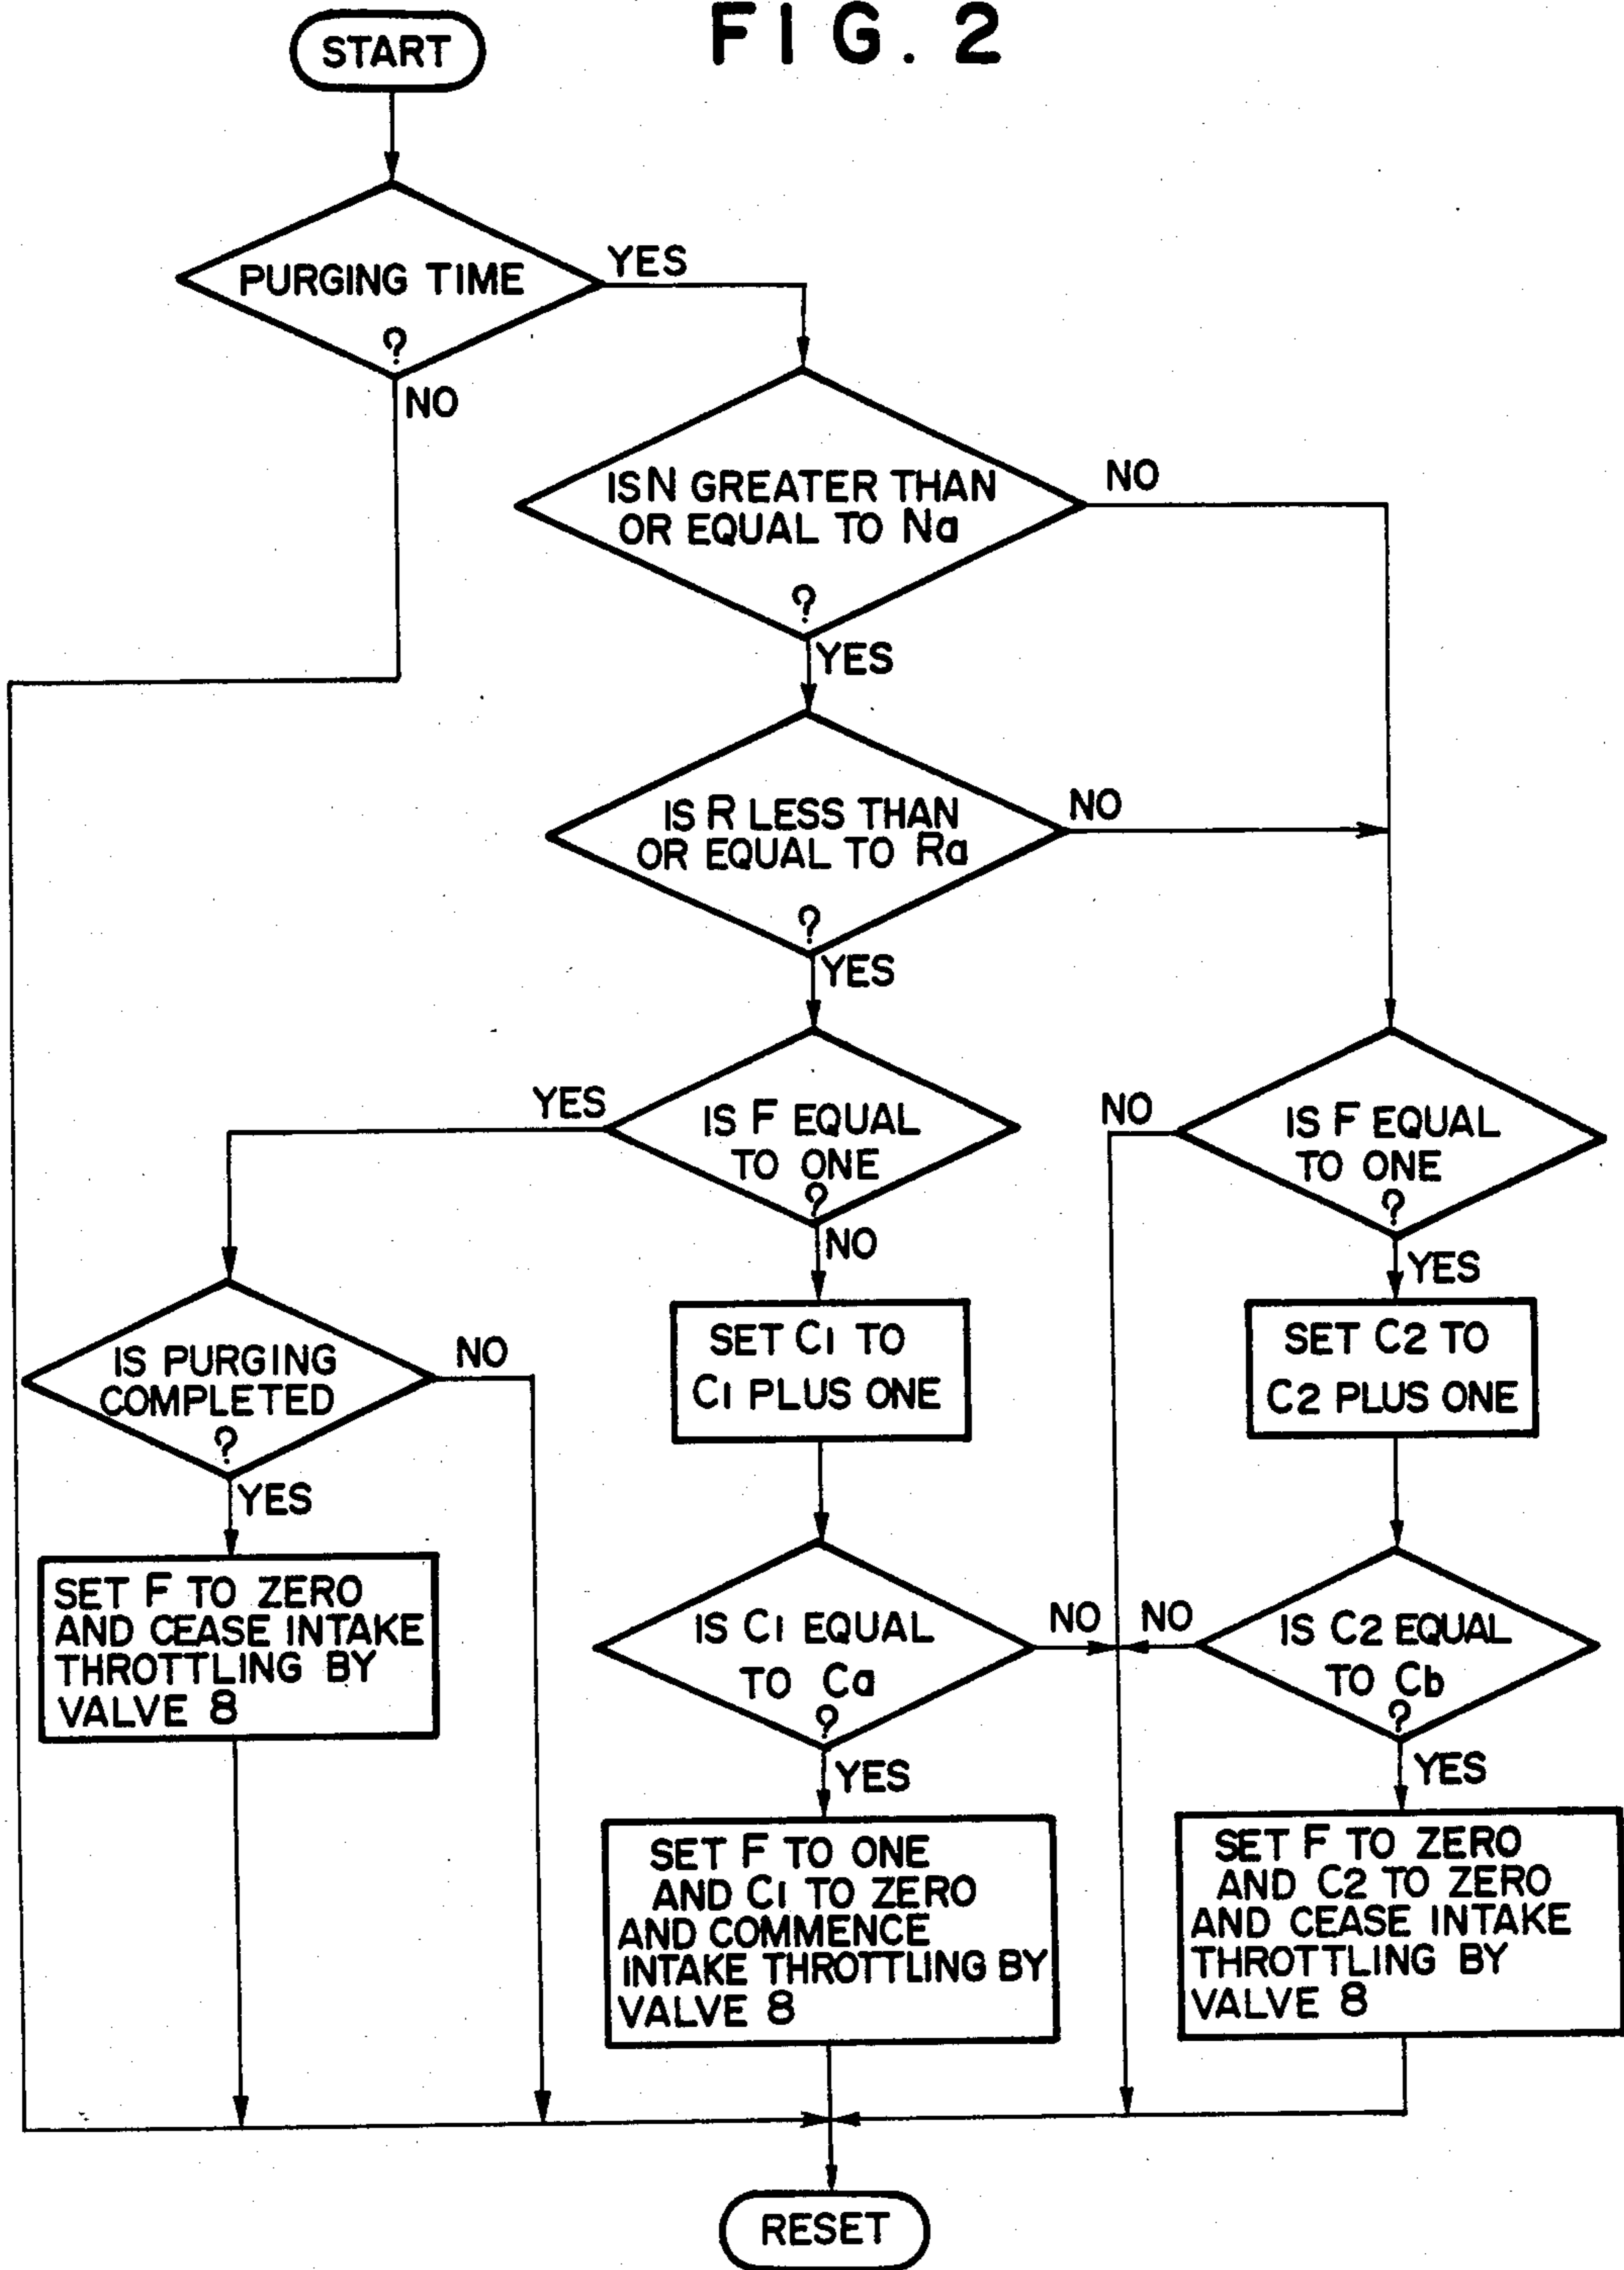 FIG. 2
START
PURGING TIME
?
YES
NO
IS N GREATER THAN
OR EQUAL TO Na
?
NO
YES
IS R LESS THAN
OR EQUAL TO Ra
?
NO
YES
IS F EQUAL
TO ONE
?
YES
NO
IS F EQUAL
TO ONE
?
NO
YES
IS PURGING
COMPLETED
?
NO
YES
SET C1 TO
C1 PLUS ONE
SET C2 TO
C2 PLUS ONE
SET F TO ZERO
AND CEASE INTAKE
THROTTLING BY
VALVE 8
IS C1 EQUAL
TO Ca
?
NO
YES
IS C2 EQUAL
TO Cb
?
NO
YES
SET F TO ONE
AND C1 TO ZERO
AND COMMENCE
INTAKE THROTTLING BY
VALVE 8
SET F TO ZERO
AND C2 TO ZERO
AND CEASE INTAKE
THROTTLING BY
VALVE 8
RESET